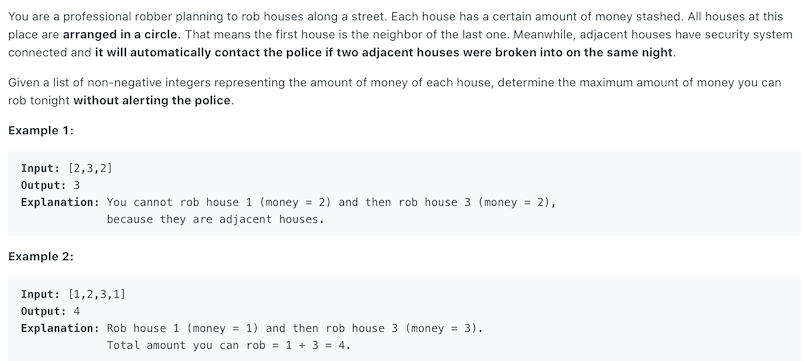 You are a professional robber planning to rob houses along a street. Each house has a certain amount of money stashed. All houses at this
place are arranged in a circle. That means the first house is the neighbor of the last one. Meanwhile, adjacent houses have security system
connected and it will automatically contact the police if two adjacent houses were broken into on the same night.
Given a list of non-negative integers representing the amount of money of each house, determine the maximum amount of money you can
rob tonight without alerting the police.
Example 1:
Input: [2,3,2]
Output: 3
Explanation: You cannot rob house 1 (money = 2) and then rob house 3 (money = 2),
because they are adjacent houses.
Example 2:
Input: [1,2,3,1]
Output: 4
Explanation: Rob house 1 (money = 1) and then rob house 3 (money = 3).
Total amount you can rob = 1 + 3 = 4.